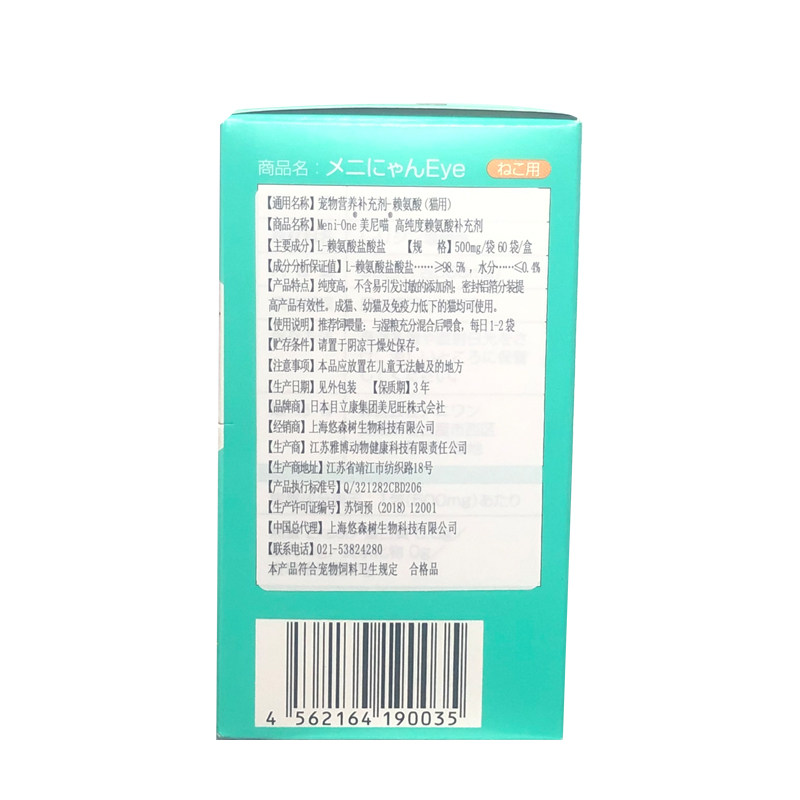 商品名：メニにゃんEye ねこ用
【通用名称】宠物营养补充剂-赖氨酸(猫用)
【商品名称】Meni-One®美尼喵®高纯度赖氨酸补充剂
【主要成分】L-赖氨酸盐酸盐 【规 格】500mg/袋 60袋/盒
【成分分析保证值】L-赖氨酸盐酸盐……≥98.5%，水分……≤0.4%
【产品特点】纯度高，不含易引发过敏的添加剂；密封铝箔分装提
高产品有效性。成猫、幼猫及免疫力低下的猫均可使用。
【使用说明】推荐饲喂量：与湿粮充分混合后喂食，每日1-2袋
【贮存条件】请置于阴凉干燥处保存。
【注意事项】本品应放置在儿童无法触及的地方
【生产日期】见外包装 【保质期】3年
【品牌商】日本目立康集团美尼旺株式会社
【经销商】上海悠森树生物科技有限公司
【生产商】江苏雅博动物健康科技有限责任公司
【生产商地址】江苏省靖江市纺织路18号
【产品执行标准号】Q/321282CBD206
【生产许可证编号】苏饲预(2018)12001
【中国总代理】上海悠森树生物科技有限公司
【联系电话】021-53824280
本产品符合宠物饲料卫生规定 合格品
4 562164 190035